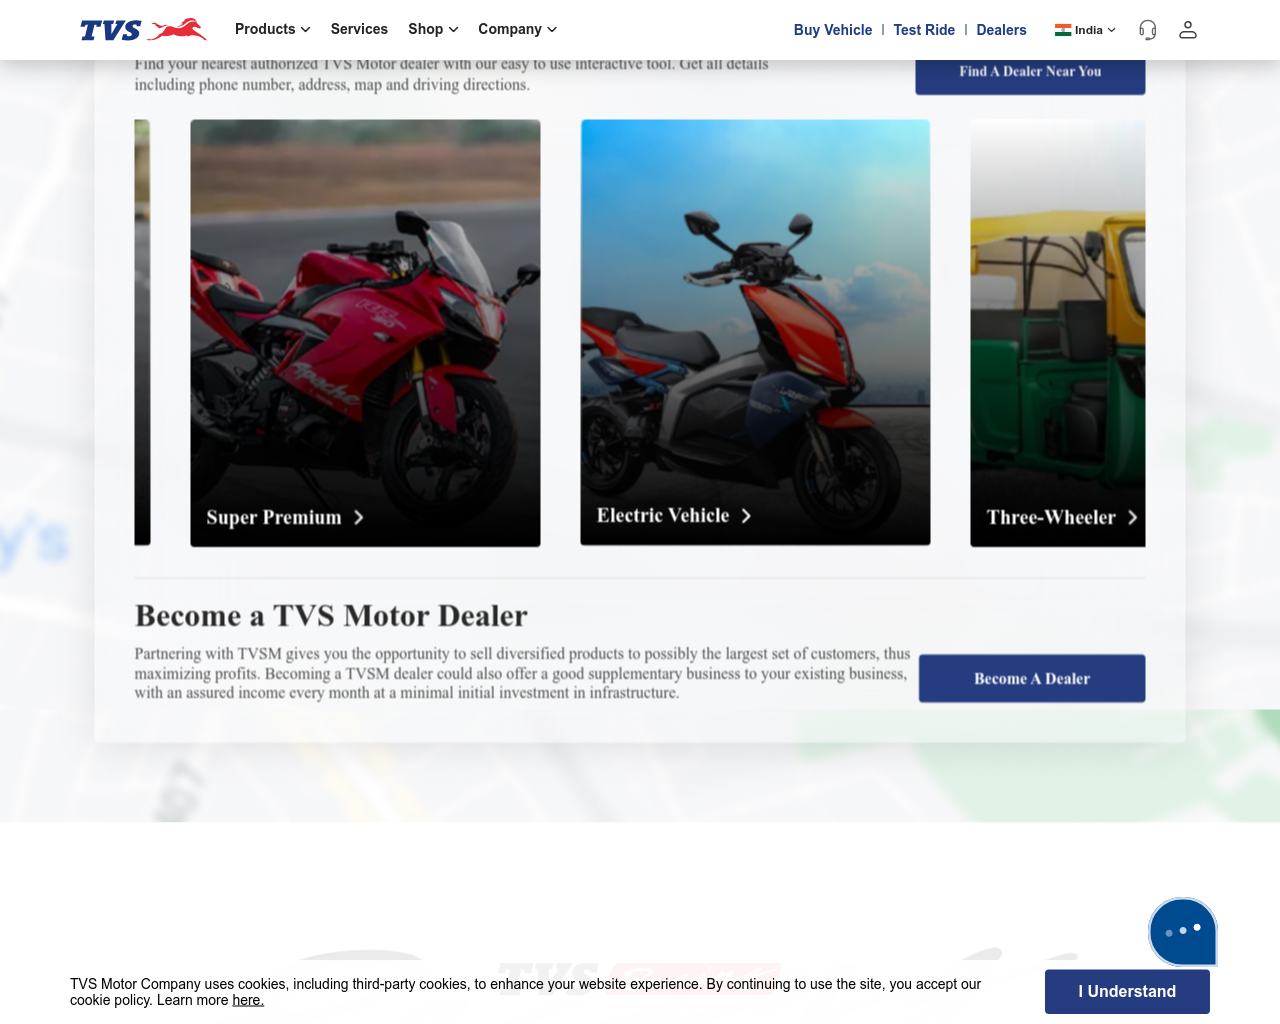 TVS
Products
Services
Shop
Company
Buy Vehicle
Test Ride
Dealers
India
Find your nearest authorized TVS Motor dealer with our easy to use interactive tool. Get all details
including phone number, address, map and driving directions.
Find A Dealer Near You
Apache
Super Premium
Electric Vehicle
Three-Wheeler
y's
Become a TVS Motor Dealer
Partnering with TVSM gives you the opportunity to sell diversified products to possibly the largest set of customers, thus
maximizing profits. Becoming a TVSM dealer could also offer a good supplementary business to your existing business,
with an assured income every month at a minimal initial investment in infrastructure.
Become A Dealer
TVS Racing
TVS Motor Company uses cookies, including third-party cookies, to enhance your website experience. By continuing to use the site, you accept our
cookie policy. Learn more here.
I Understand